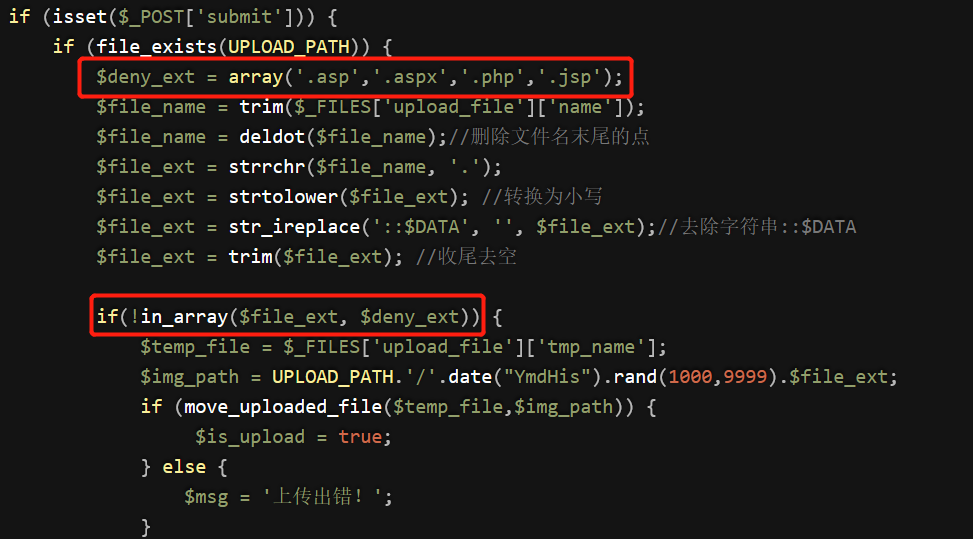 if (isset($_POST['submit'])) {
    if (file_exists(UPLOAD_PATH)) {
        $deny_ext = array('.asp','.aspx','.php','.jsp');
        $file_name = trim($_FILES['upload_file']['name']);
        $file_name = deldot($file_name);//删除文件名末尾的点
        $file_ext = strrchr($file_name, '.');
        $file_ext = strtolower($file_ext); //转换为小写
        $file_ext = str_ireplace('::$DATA', '', $file_ext);//去除字符串::$DATA
        $file_ext = trim($file_ext); //收尾去空
        if(!in_array($file_ext, $deny_ext)) {
            $temp_file = $_FILES['upload_file']['tmp_name'];
            $img_path = UPLOAD_PATH.'/'.date("YmdHis").rand(1000,9999).$file_ext;
            if (move_uploaded_file($temp_file,$img_path)) {
                 $is_upload = true;
            } else {
                $msg = '上传出错！';
            }